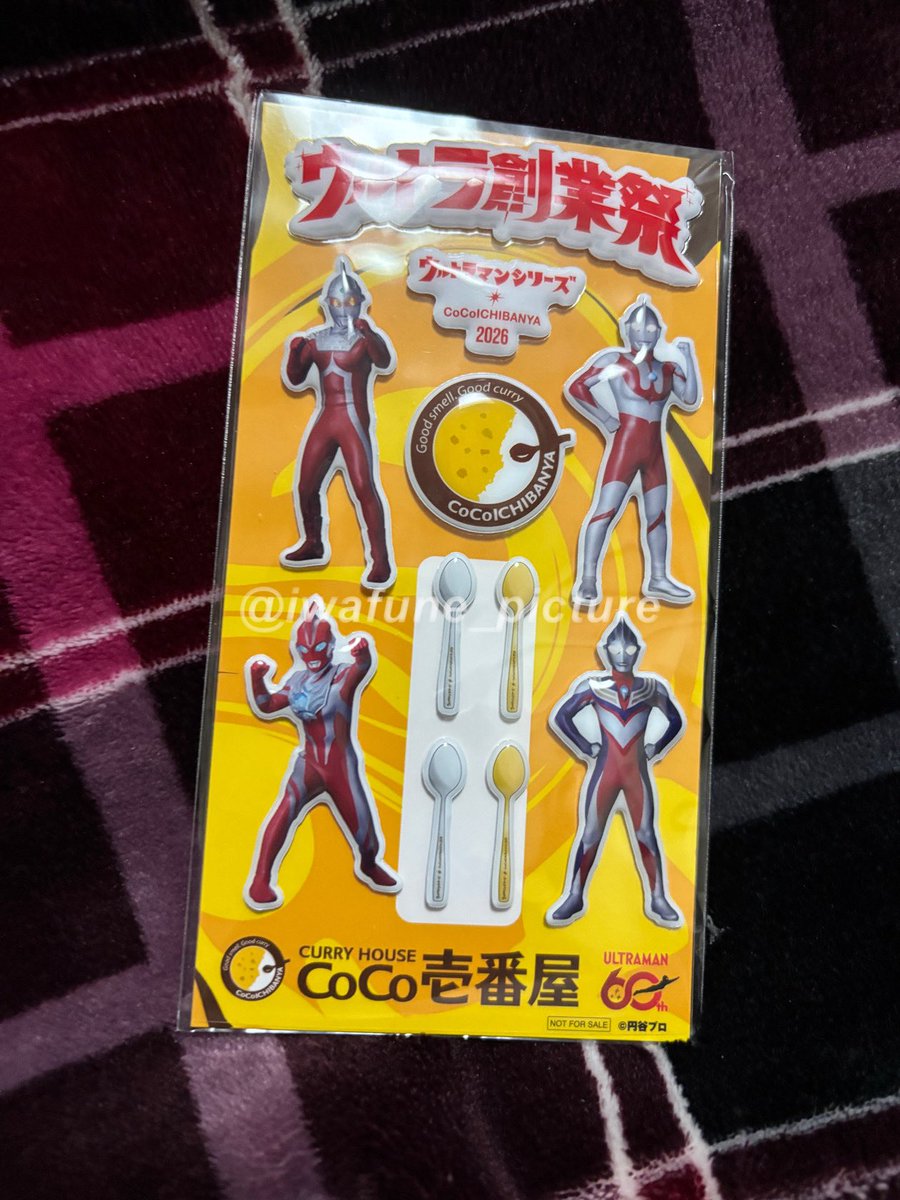 ウルトラ創業祭
ウルトラマンシリーズ
CoCoICHIBANYA
2026
Good smell, Good curry
CoCoICHIBANYA
@iwafune_picture
Good smell, Good curry
CoCoICHIBANYA
CURRY HOUSE
CoCo壱番屋
ULTRAMAN
60th
NOT FOR SALE
©円谷プロ